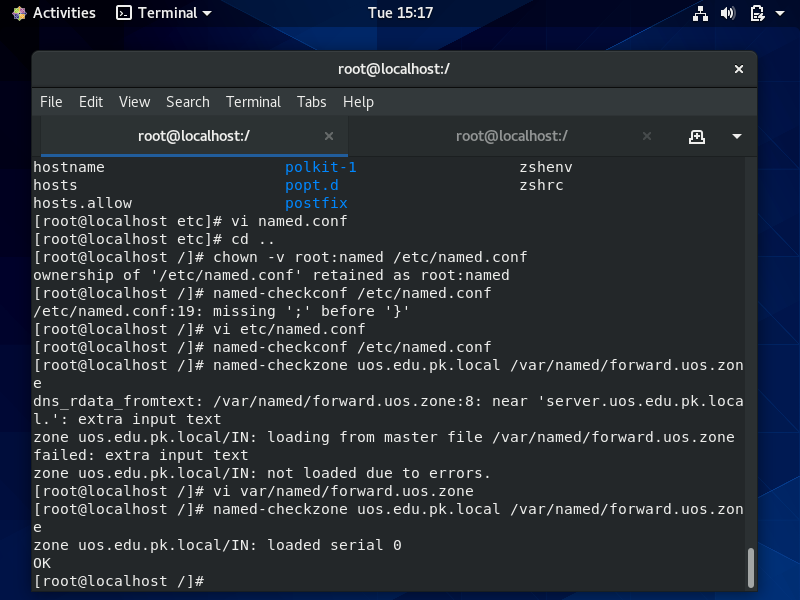 Activities Terminal Tue 15:17
root@localhost:/
File Edit View Search Terminal Tabs Help
root@localhost:/ root@localhost:/
hostname polkit-1 zshenv
hosts popt.d zshrc
hosts.allow postfix
[root@localhost etc]# vi named.conf
[root@localhost etc]# cd ..
[root@localhost /]# chown -v root:named /etc/named.conf
ownership of '/etc/named.conf' retained as root:named
[root@localhost /]# named-checkconf /etc/named.conf
/etc/named.conf:19: missing ';' before '}'
[root@localhost /]# vi etc/named.conf
[root@localhost /]# named-checkconf /etc/named.conf
[root@localhost /]# named-checkzone uos.edu.pk.local /var/named/forward.uos.zon
e
dns_rdata_fromtext: /var/named/forward.uos.zone:8: near 'server.uos.edu.pk.loca
l.': extra input text
zone uos.edu.pk.local/IN: loading from master file /var/named/forward.uos.zone
failed: extra input text
zone uos.edu.pk.local/IN: not loaded due to errors.
[root@localhost /]# vi var/named/forward.uos.zone
[root@localhost /]# named-checkzone uos.edu.pk.local /var/named/forward.uos.zon
e
zone uos.edu.pk.local/IN: loaded serial 0
OK
[root@localhost /]#